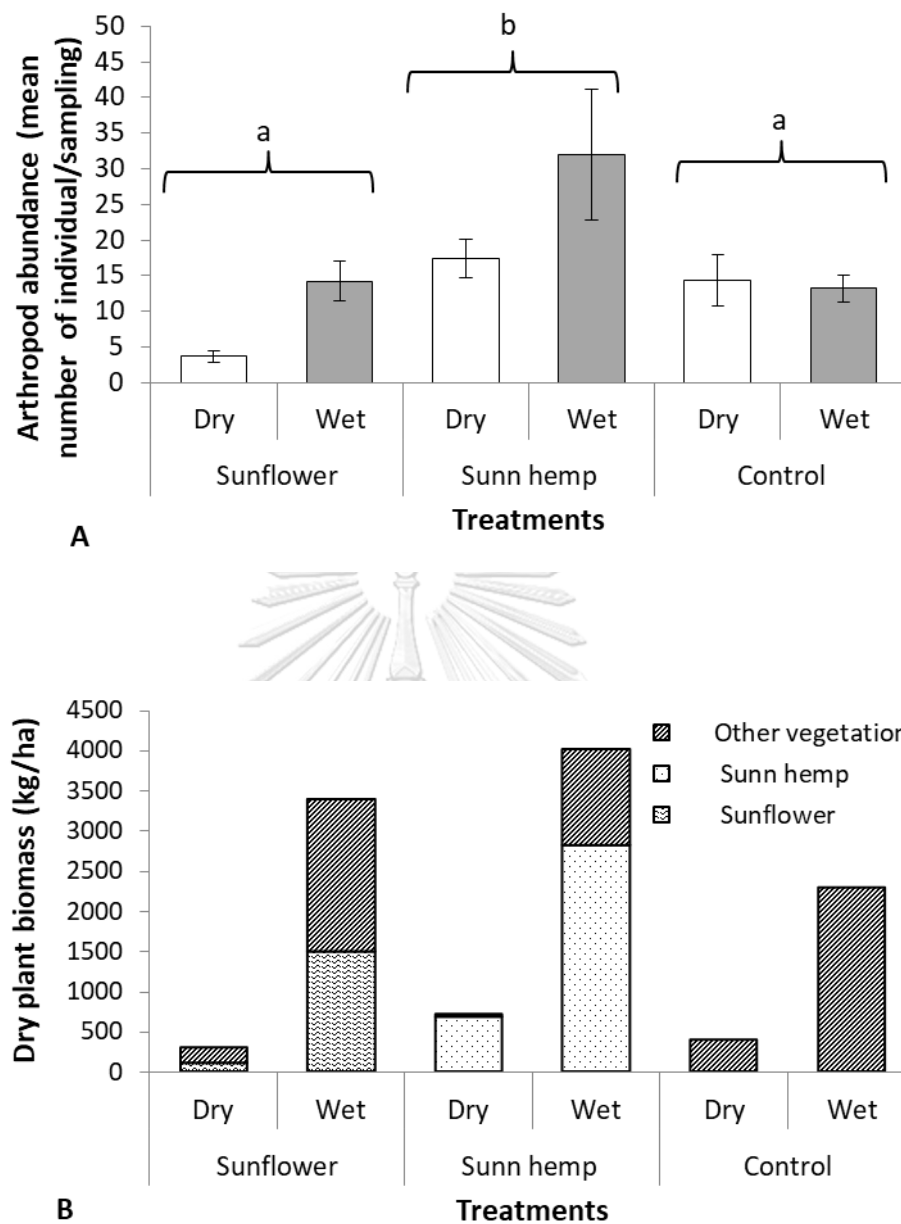 50
45
40
35
30
25
20
15
10
5
0
Arthropod abundance (mean
number of individual/sampling)
a
b
a
Dry Wet Dry Wet Dry Wet
Sunflower Sunn hemp Control
Treatments
A
4500
4000
3500
3000
2500
2000
1500
1000
500
0
Dry plant biomass (kg/ha)
Other vegetation
Sunn hemp
Sunflower
Dry Wet Dry Wet Dry Wet
Sunflower Sunn hemp Control
Treatments
B